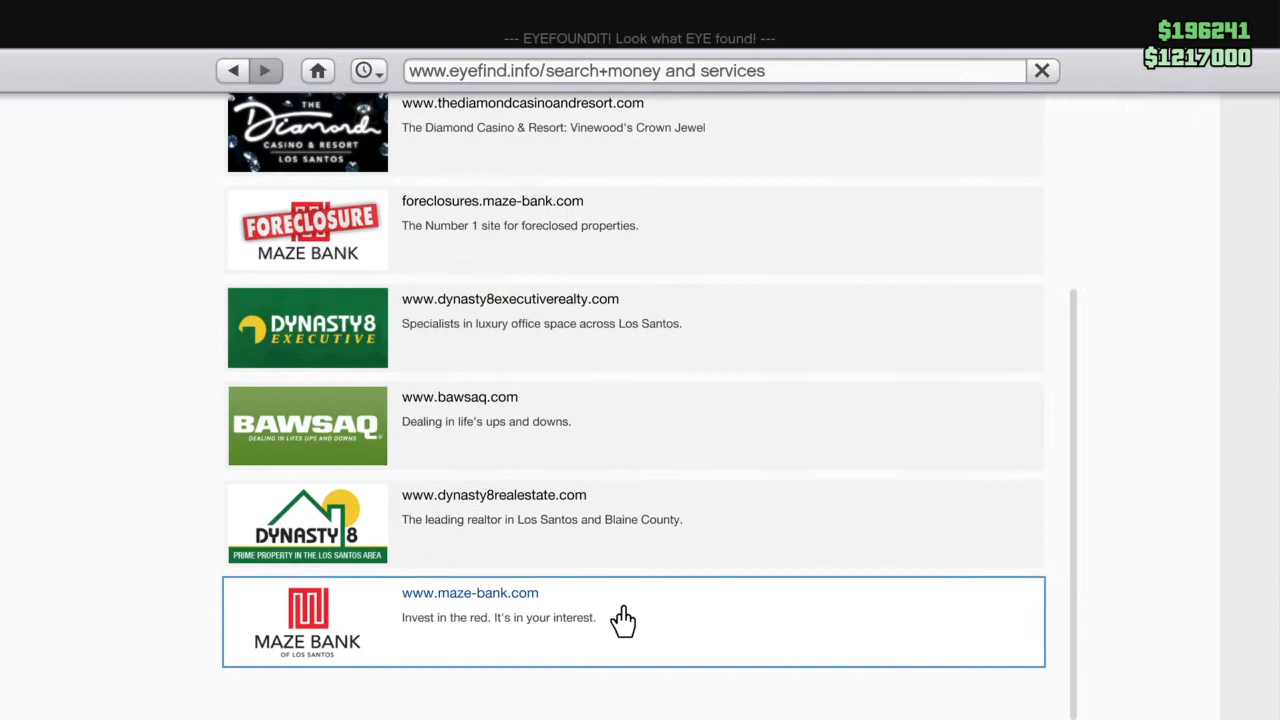 --- EYEFOUNDIT! Look what EYE found! ---
$196241
$1217000
www.eyefind.info/search+money and services
THE
Diamond
CASINO & RESORT
LOS SANTOS
www.thediamondcasinoandresort.com
The Diamond Casino & Resort: Vinewood's Crown Jewel
FORECLOSURE
MAZE BANK
foreclosures.maze-bank.com
The Number 1 site for foreclosed properties.
DYNASTY8
EXECUTIVE
www.dynasty8executiverealty.com
Specialists in luxury office space across Los Santos.
BAWSAQ
DEALING IN LIFES UPS AND DOWNS
www.bawsaq.com
Dealing in life's ups and downs.
DYNASTY 8
PRIME PROPERTY IN THE LOS SANTOS AREA
www.dynasty8realestate.com
The leading realtor in Los Santos and Blaine County.
MAZE BANK
OF LOS SANTOS
www.maze-bank.com
Invest in the red. It's in your interest.